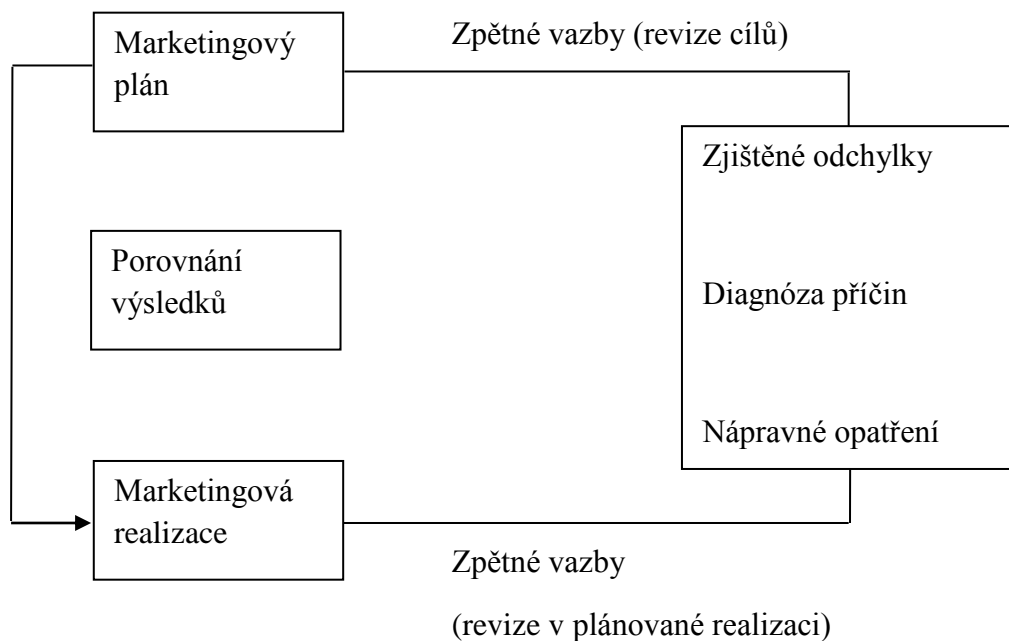 Marketingový
plán
Zpětné vazby (revize cílů)
Zjištěné odchylky
Porovnání
výsledků
Diagnóza příčin
Nápravné opatření
Marketingová
realizace
Zpětné vazby
(revize v plánované realizaci)